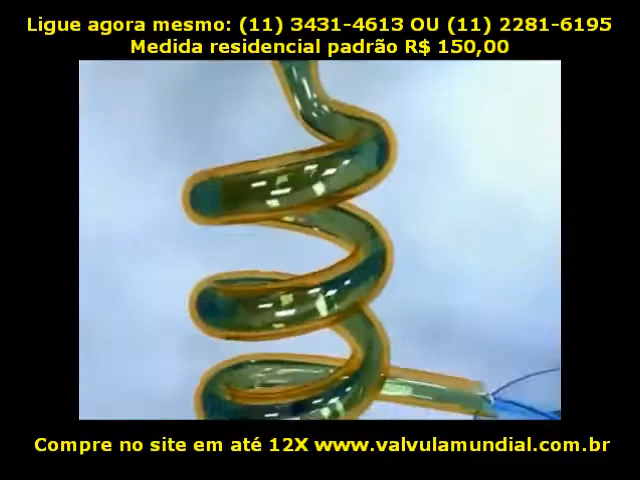 Ligue agora mesmo: (11) 3431-4613 OU (11) 2281-6195
Medida residencial padrão R$ 150,00
Compre no site em até 12X www.valvulamundial.com.br